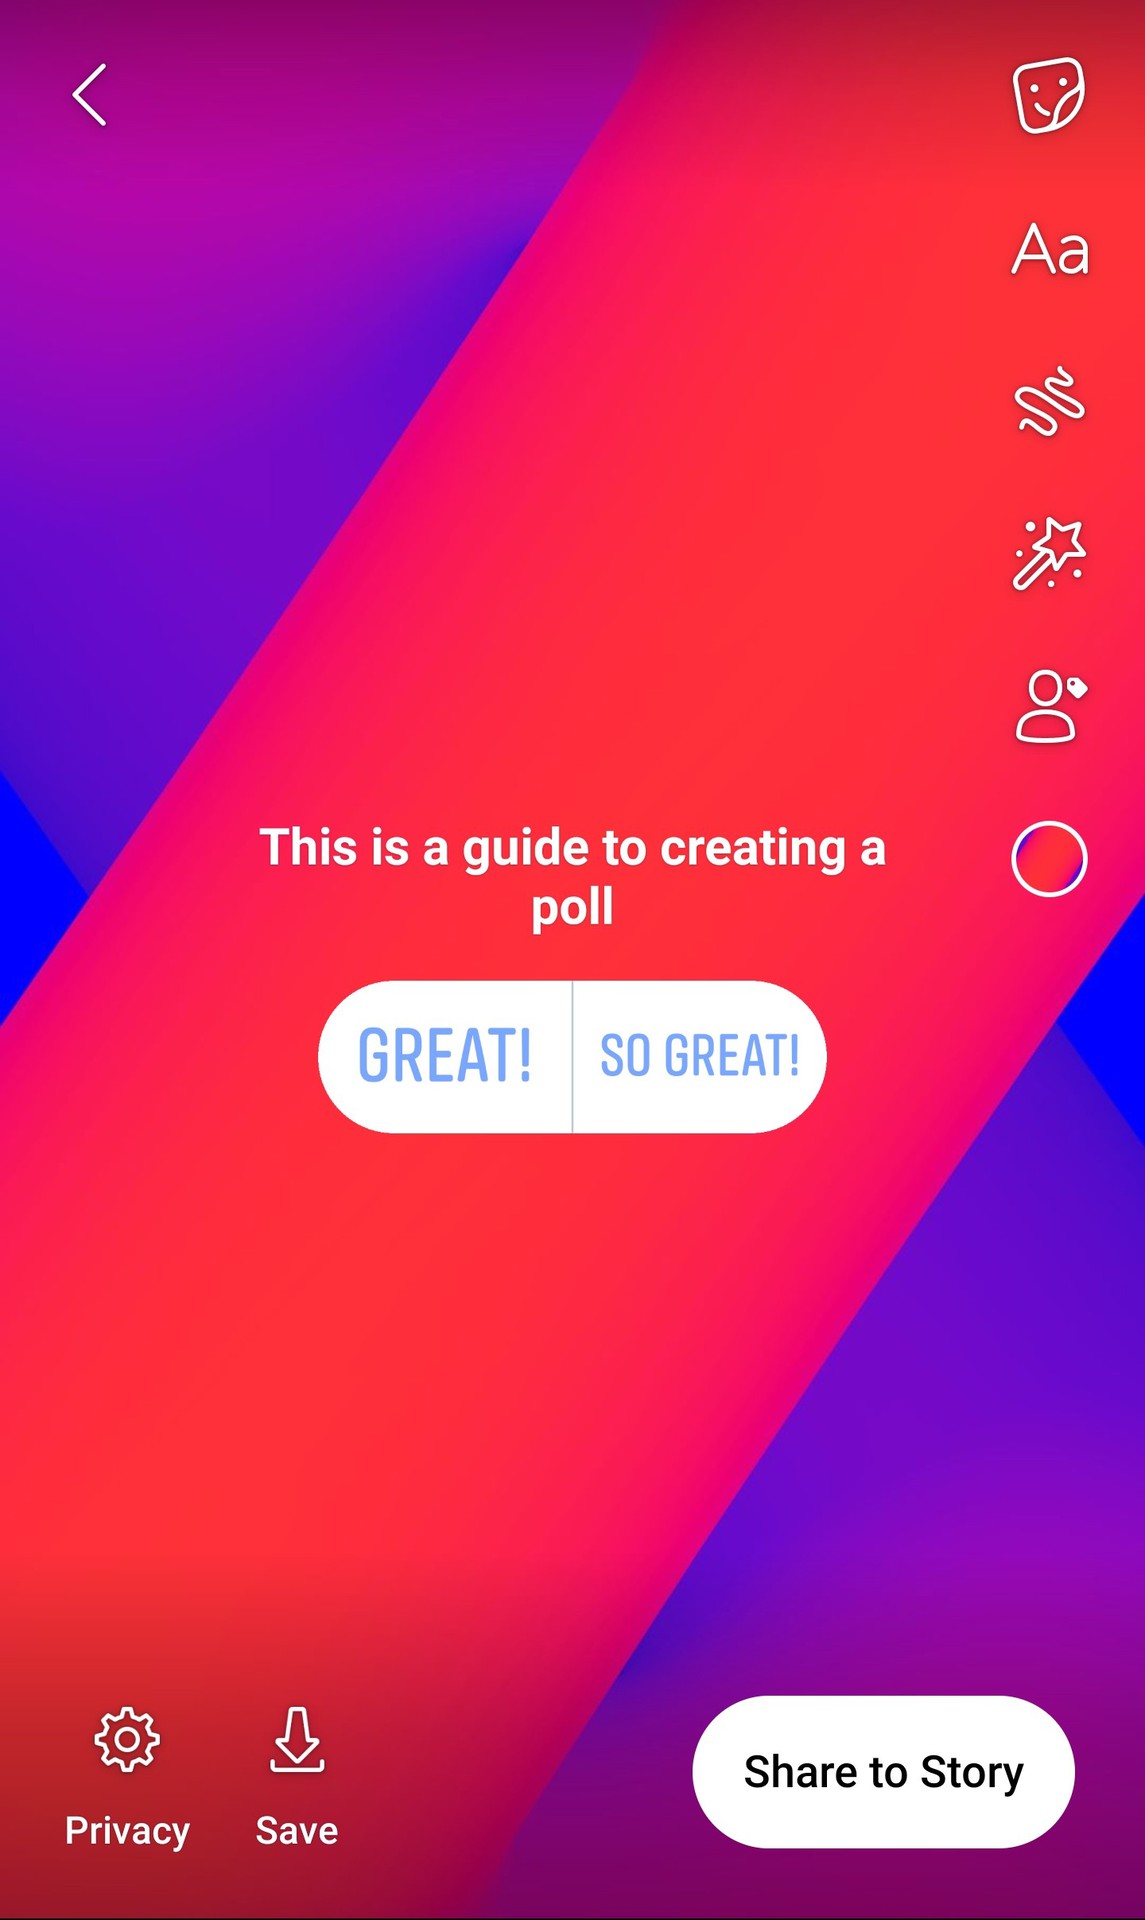 Aa
This is a guide to creating a
poll
GREAT!
SO GREAT!
Share to Story
Privacy
Save